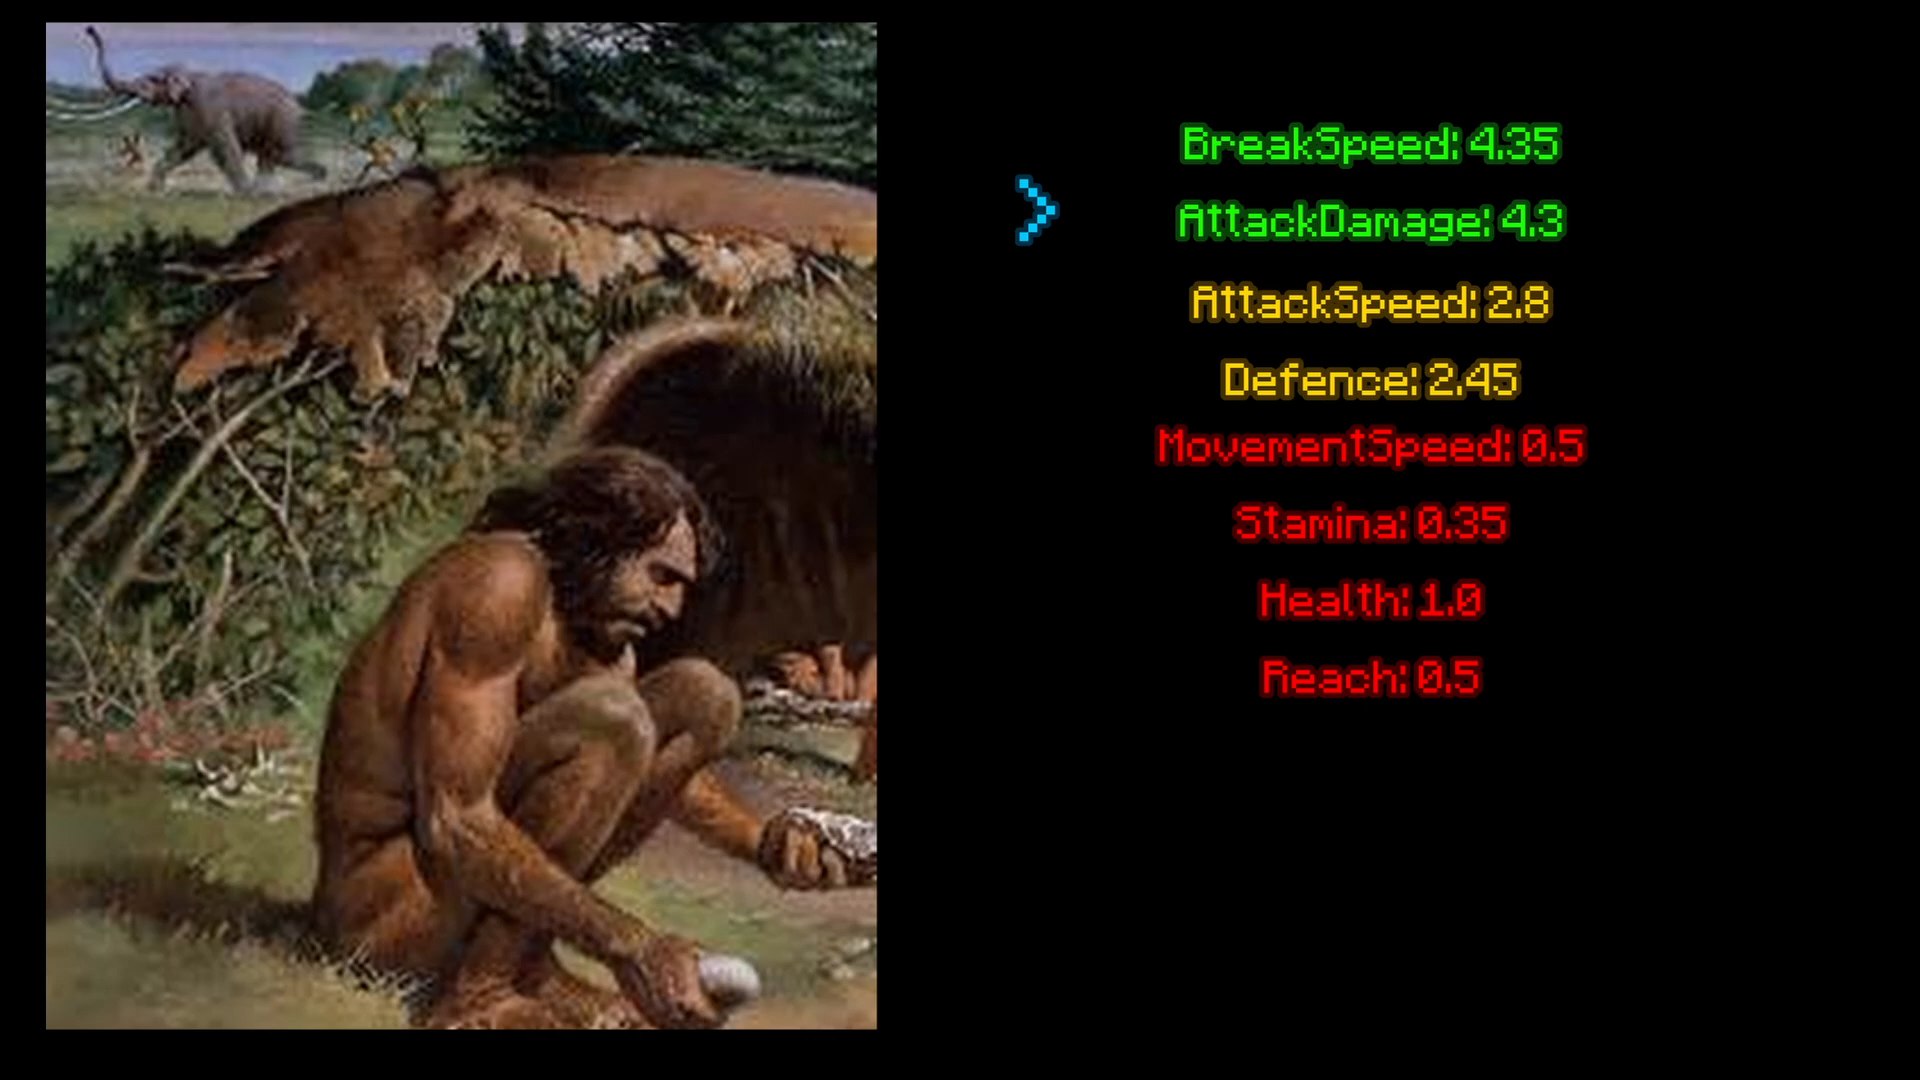 BreakSpeed: 4.35
AttackDamage: 4.3
AttackSpeed: 2.8
Defence: 2.45
MovementSpeed: 0.5
Stamina: 0.35
Health: 1.0
Reach: 0.5